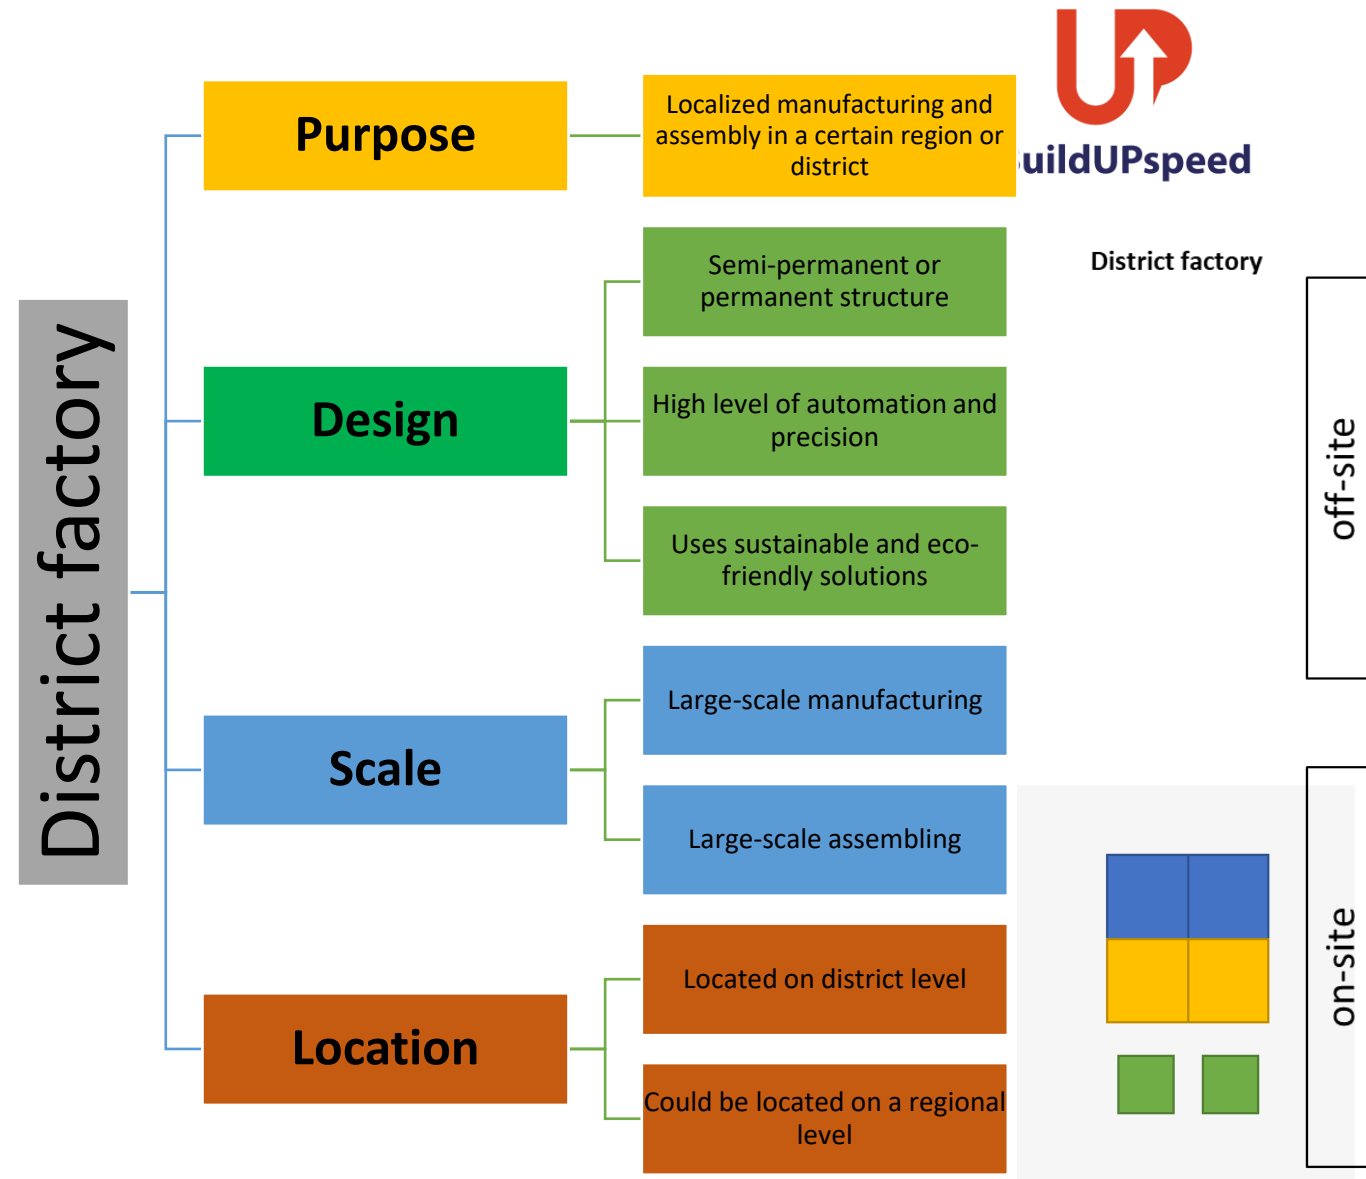 District factory
Purpose
Localized manufacturing and
assembly in a certain region or
district
Design
Semi-permanent or
permanent structure
High level of automation and
precision
Uses sustainable and eco-
friendly solutions
Scale
Large-scale manufacturing
Large-scale assembling
Location
Located on district level
Could be located on a regional
level
UP
uildUPspeed
District factory
off-site
on-site